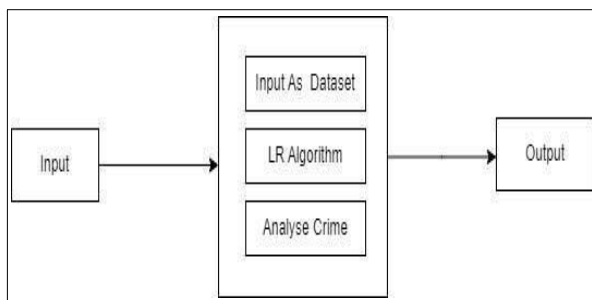 Input
Input As Dataset
LR Algorithm
Analyse Crime
Output